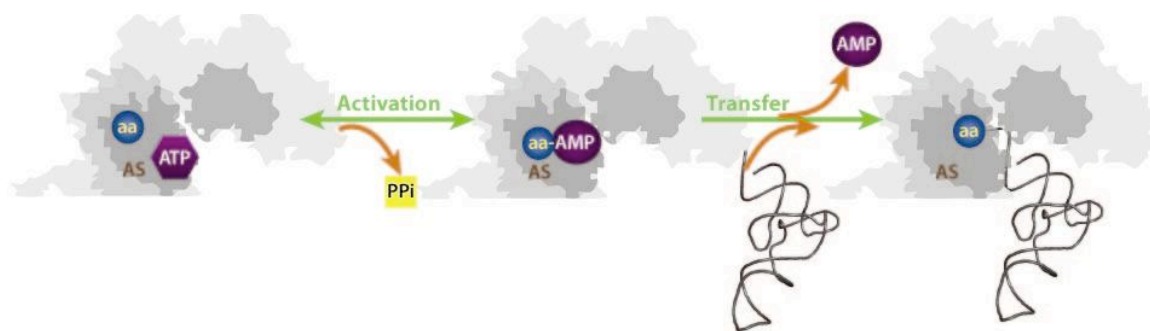 aa
ATP
AS
Activation
PPi
aa-AMP
AS
Transfer
AMP
aa
AS